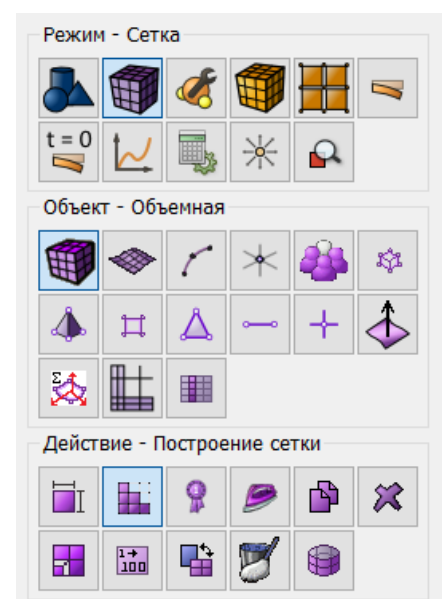 Режим - Сетка
t = 0
Объект - Объемная
Σ
Действие - Построение сетки
1→
100